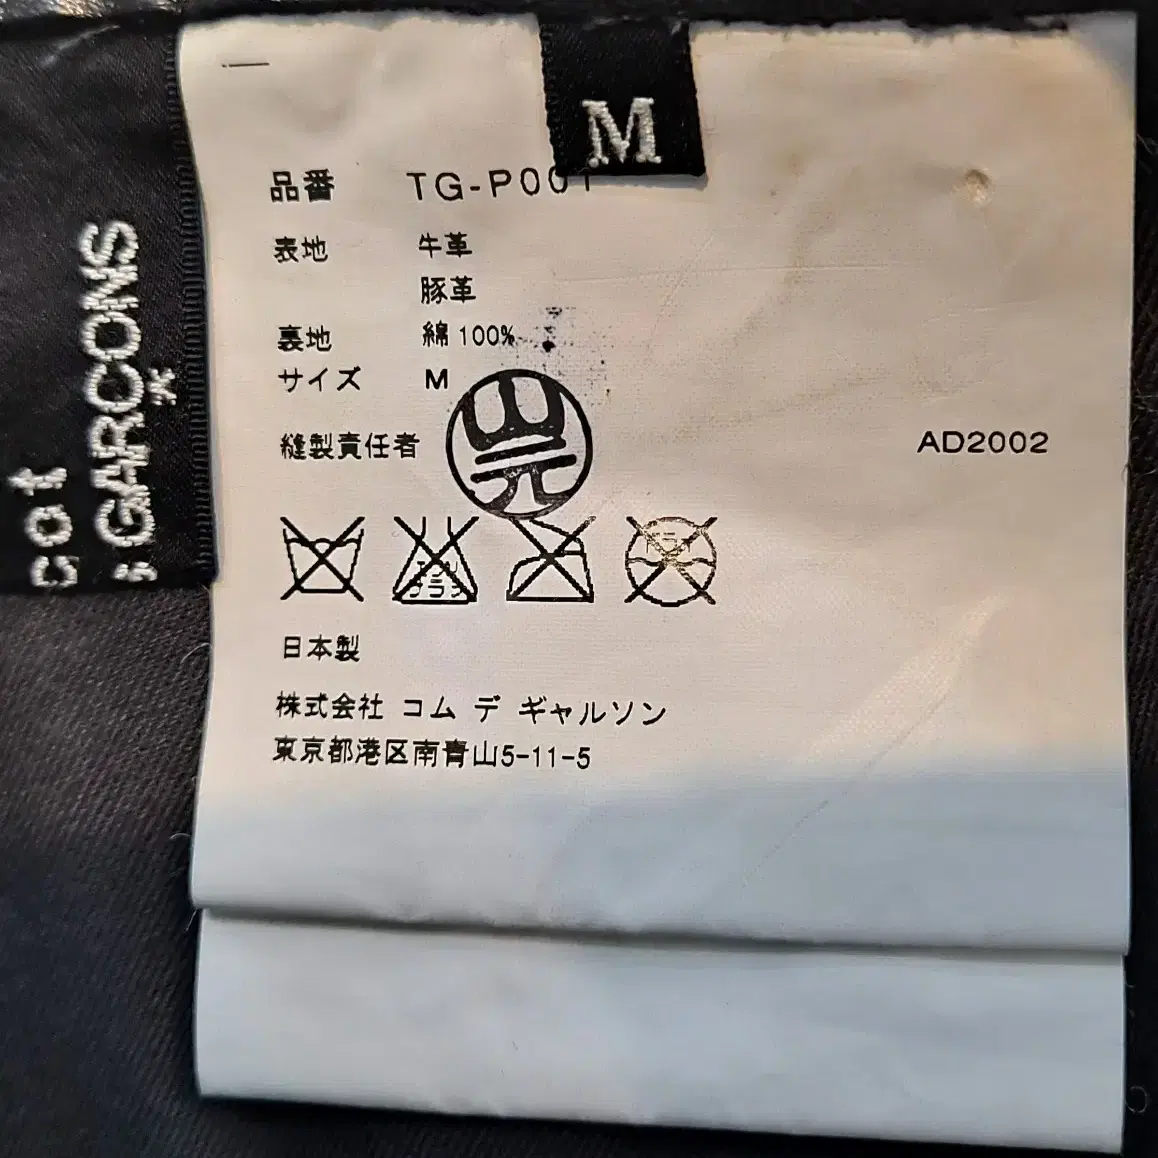 M
品番 TG-P001
表地 牛革
豚革
裏地 綿 100%
サイズ M
縫製責任者
AD2002
日本製
株式会社 コム デ ギャルソン
東京都港区南青山5-11-5
cot
GARCONS